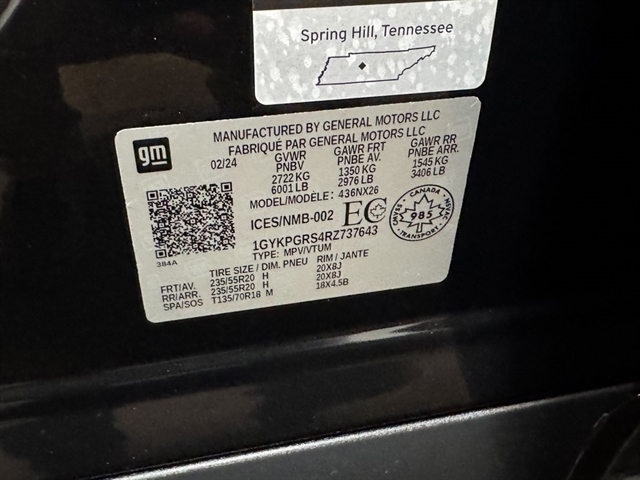 Spring Hill, Tennessee
gm
MANUFACTURED BY GENERAL MOTORS LLC
FABRIQUÉ PAR GENERAL MOTORS LLC
02/24 GVWR GAWR FRT GAWR RR
PNBV PNBE AV. PNBE ARR.
2722 KG 1350 KG 1545 KG
6001 LB 2976 LB 3406 LB
MODEL/MODÈLE: 436NX26
ICES/NMB-002 EC CANADA 985 TRANSPORT
1GYKPGRS4RZ737643
TYPE: MPV/VTUM
384A
TIRE SIZE / DIM. PNEU RIM / JANTE
FRT/AV. 235/55R20 H 20X8J
RR/ARR. 235/55R20 H 20X8J
SPA/SOS T135/70R18 M 18X4.5B